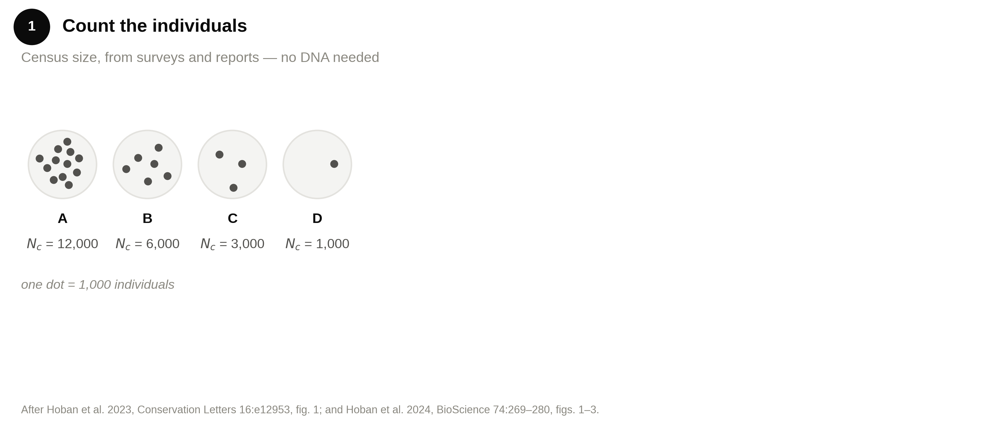 1 Count the individuals
Census size, from surveys and reports — no DNA needed
A B C D
Nc = 12,000 Nc = 6,000 Nc = 3,000 Nc = 1,000
one dot = 1,000 individuals
After Hoban et al. 2023, Conservation Letters 16:e12953, fig. 1; and Hoban et al. 2024, BioScience 74:269–280, figs. 1–3.